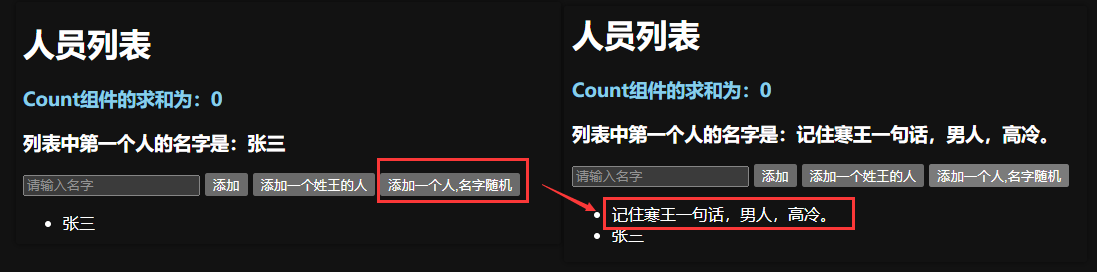 人员列表
Count组件的求和为：0
列表中第一个人的名字是：张三
请输入名字 添加 添加一个姓王的人 添加一个人,名字随机
张三
人员列表
Count组件的求和为：0
列表中第一个人的名字是：记住寒王一句话，男人，高冷。
请输入名字 添加 添加一个姓王的人 添加一个人,名字随机
记住寒王一句话，男人，高冷。
张三